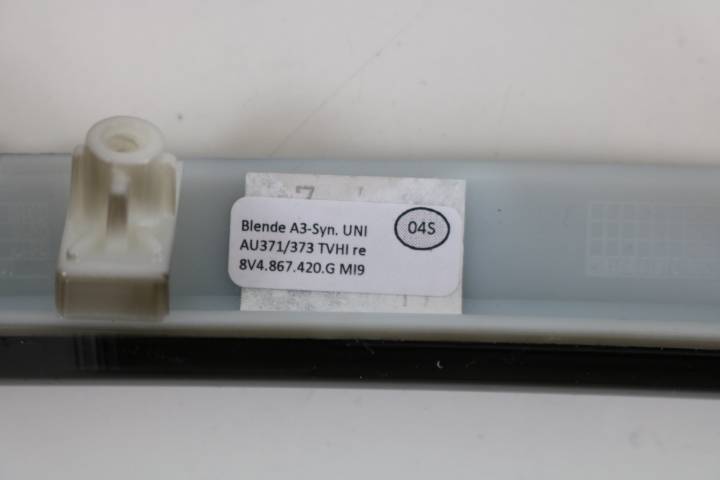 Blende A3-Syn. UNI
04S
AU371/373 TVHI re
8V4.867.420.G MI9